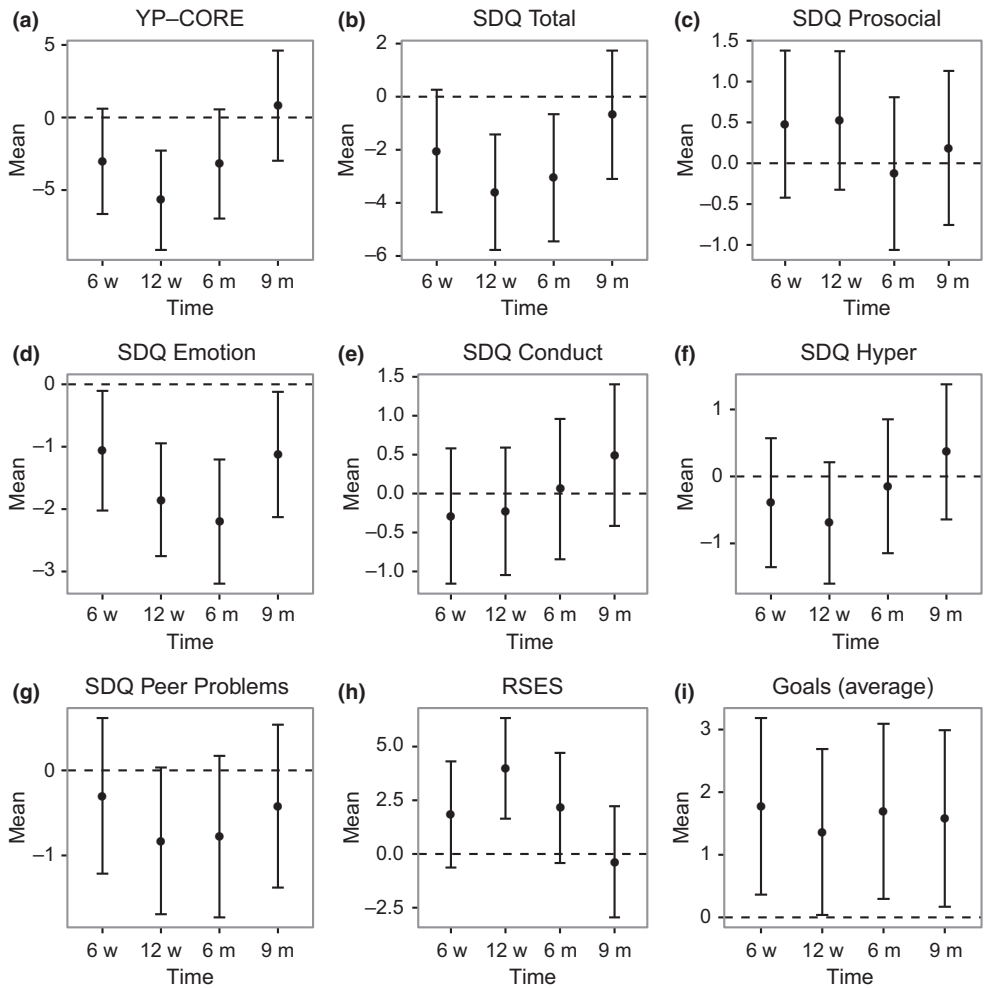 (a) YP–CORE
5
0
–5
Mean
6 w 12 w 6 m 9 m
Time
(b) SDQ Total
2
0
–2
–4
–6
Mean
6 w 12 w 6 m 9 m
Time
(c) SDQ Prosocial
1.5
1.0
0.5
0.0
–0.5
–1.0
Mean
6 w 12 w 6 m 9 m
Time
(d) SDQ Emotion
0
–1
–2
–3
Mean
6 w 12 w 6 m 9 m
Time
(e) SDQ Conduct
1.5
1.0
0.5
0.0
–0.5
–1.0
Mean
6 w 12 w 6 m 9 m
Time
(f) SDQ Hyper
1
0
–1
Mean
6 w 12 w 6 m 9 m
Time
(g) SDQ Peer Problems
0
–1
Mean
6 w 12 w 6 m 9 m
Time
(h) RSES
5.0
2.5
0.0
–2.5
Mean
6 w 12 w 6 m 9 m
Time
(i) Goals (average)
3
2
1
0
Mean
6 w 12 w 6 m 9 m
Time